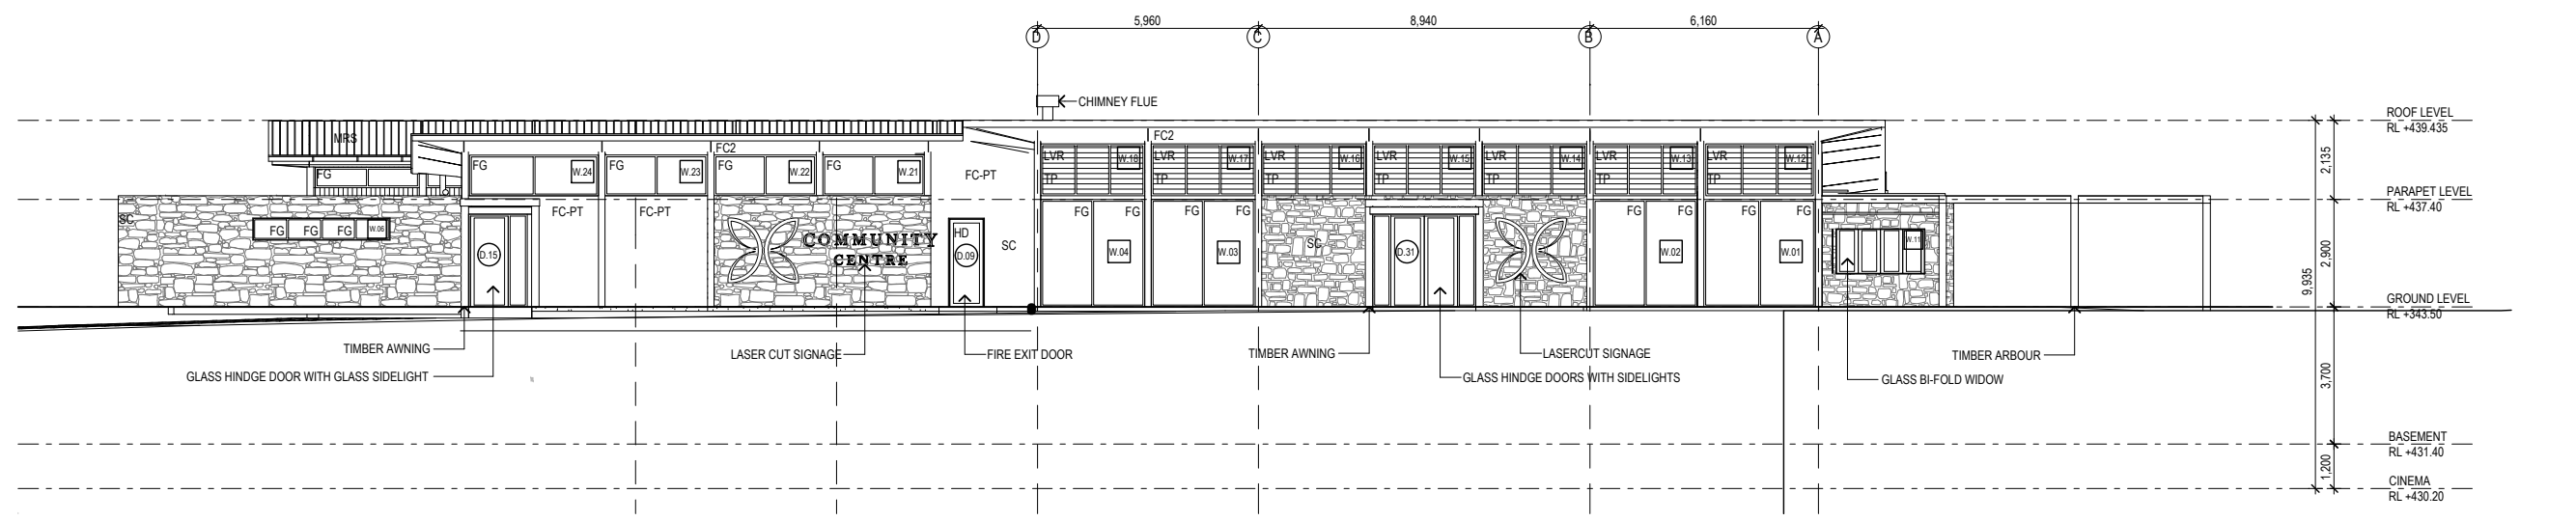 5,960
8,940
6,160
D
C
B
A
CHIMNEY FLUE
ROOF LEVEL
RL +439.435
MRS
FC2
FC2
FG
FG
W.24
FG
W.23
FG
W.22
FG
W.21
LVR
W.18
LVR
W.17
LVR
W.16
LVR
W.15
LVR
W.14
LVR
W.13
LVR
W.12
2,135
FC-PT
TP
TP
TP
TP
TP
TP
TP
PARAPET LEVEL
RL +437.40
SC
FC-PT
FC-PT
FG
FG
FG
FG
FG
FG
FG
FG
FG
FG
FG
W.06
D.15
COMMUNITY
CENTRE
HD
D.09
SC
W.04
W.03
SC
D.31
W.02
W.01
W.11
2,900
9,935
GROUND LEVEL
RL +343.50
TIMBER AWNING
LASER CUT SIGNAGE
FIRE EXIT DOOR
TIMBER AWNING
LASERCUT SIGNAGE
TIMBER ARBOUR
GLASS HINDGE DOOR WITH GLASS SIDELIGHT
GLASS HINDGE DOORS WITH SIDELIGHTS
GLASS BI-FOLD WIDOW
3,700
BASEMENT
RL +431.40
1,200
CINEMA
RL +430.20